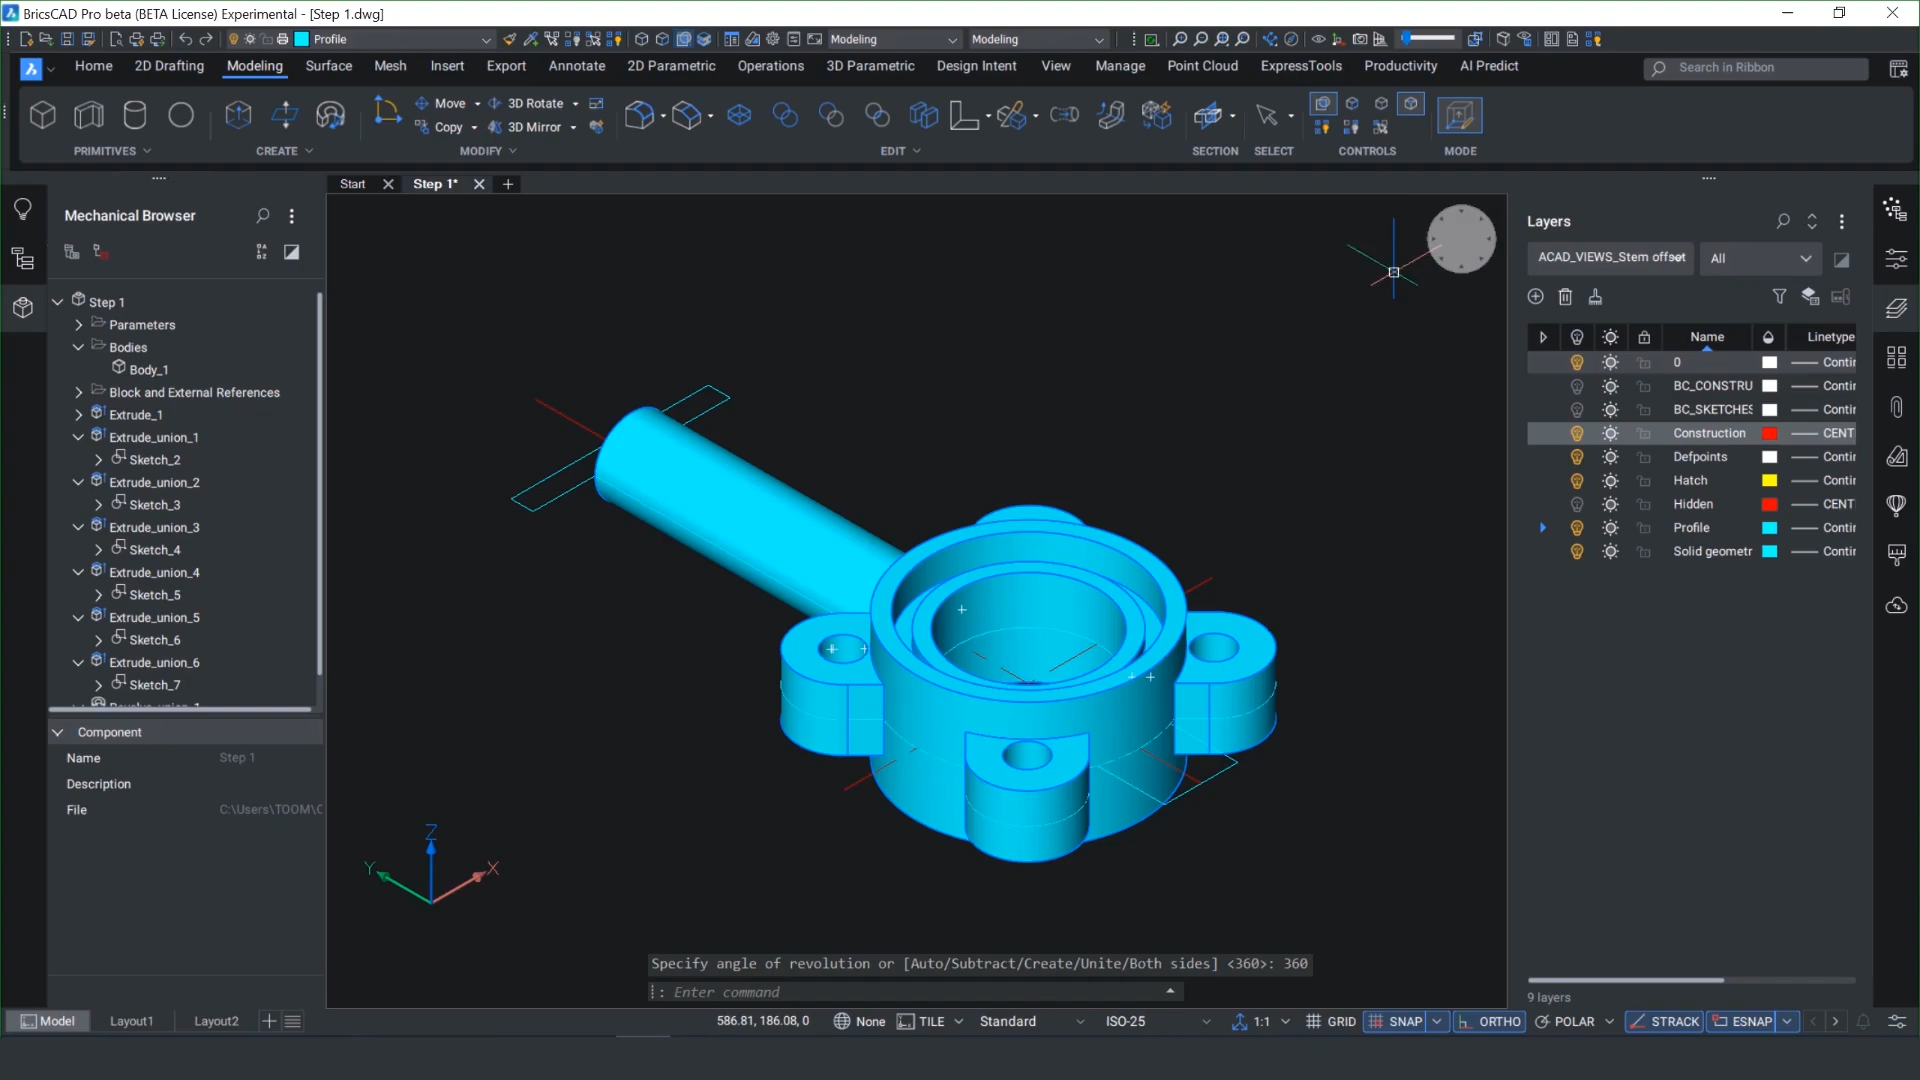 BricsCAD Pro beta (BETA License) Experimental - [Step 1.dwg]
Profile
Modeling
Modeling
Home
2D Drafting
Modeling
Surface
Mesh
Insert
Export
Annotate
2D Parametric
Operations
3D Parametric
Design Intent
View
Manage
Point Cloud
ExpressTools
Productivity
AI Predict
Search in Ribbon
Move
3D Rotate
Copy
3D Mirror
PRIMITIVES
CREATE
MODIFY
EDIT
SECTION
SELECT
CONTROLS
MODE
Start
Step 1*
Mechanical Browser
Step 1
Parameters
Bodies
Body_1
Block and External References
Extrude_1
Extrude_union_1
Sketch_2
Extrude_union_2
Sketch_3
Extrude_union_3
Sketch_4
Extrude_union_4
Sketch_5
Extrude_union_5
Sketch_6
Extrude_union_6
Sketch_7
Component
Name
Step 1
Description
File
C:\Users\TOOM\
Z
Y
X
Specify angle of revolution or [Auto/Subtract/Create/Unite/Both sides] <360>: 360
: Enter command
Layers
ACAD_VIEWS_Stem offset
All
Name
Linetype
0
Contin
BC_CONSTRU
Contin
BC_SKETCHES
Contin
Construction
CENT
Defpoints
Contin
Hatch
Contin
Hidden
CENT
Profile
Contin
Solid geometr
Contin
9 layers
Model
Layout1
Layout2
586.81, 186.08, 0
None
TILE
Standard
ISO-25
1:1
GRID
SNAP
ORTHO
POLAR
STRACK
ESNAP